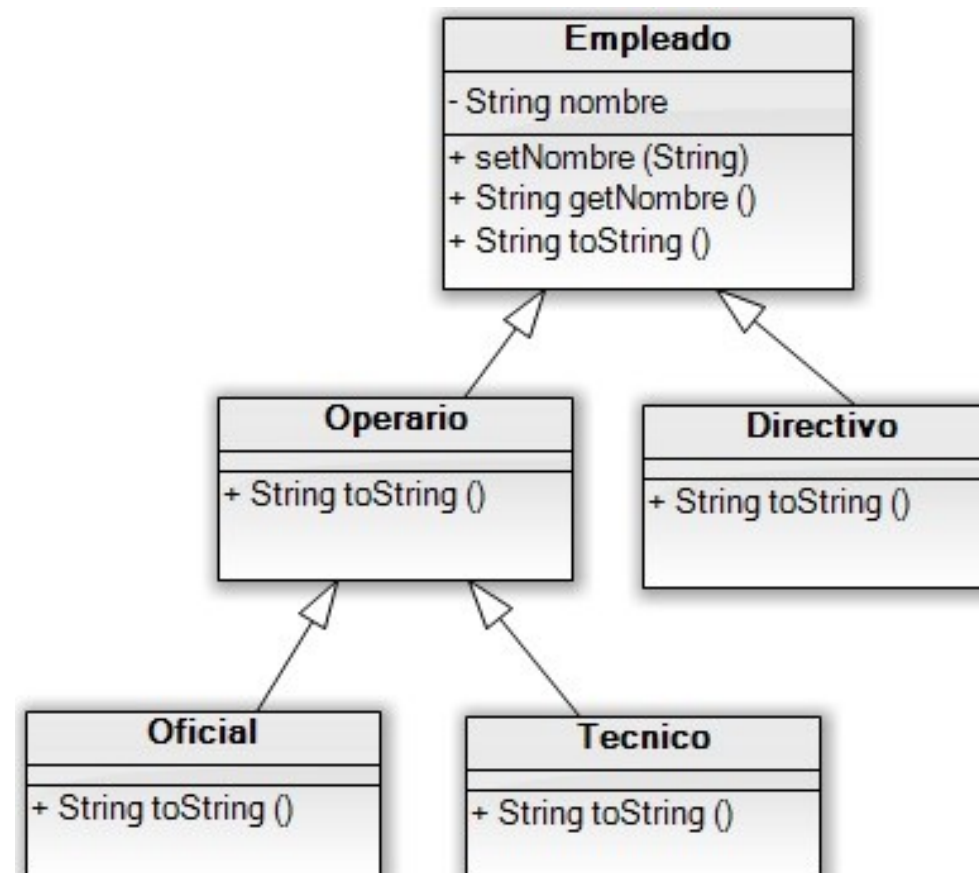 Empleado
- String nombre
+ setNombre (String)
+ String getNombre ()
+ String toString ()
Operario
+ String toString ()
Directivo
+ String toString ()
Oficial
+ String toString ()
Tecnico
+ String toString ()